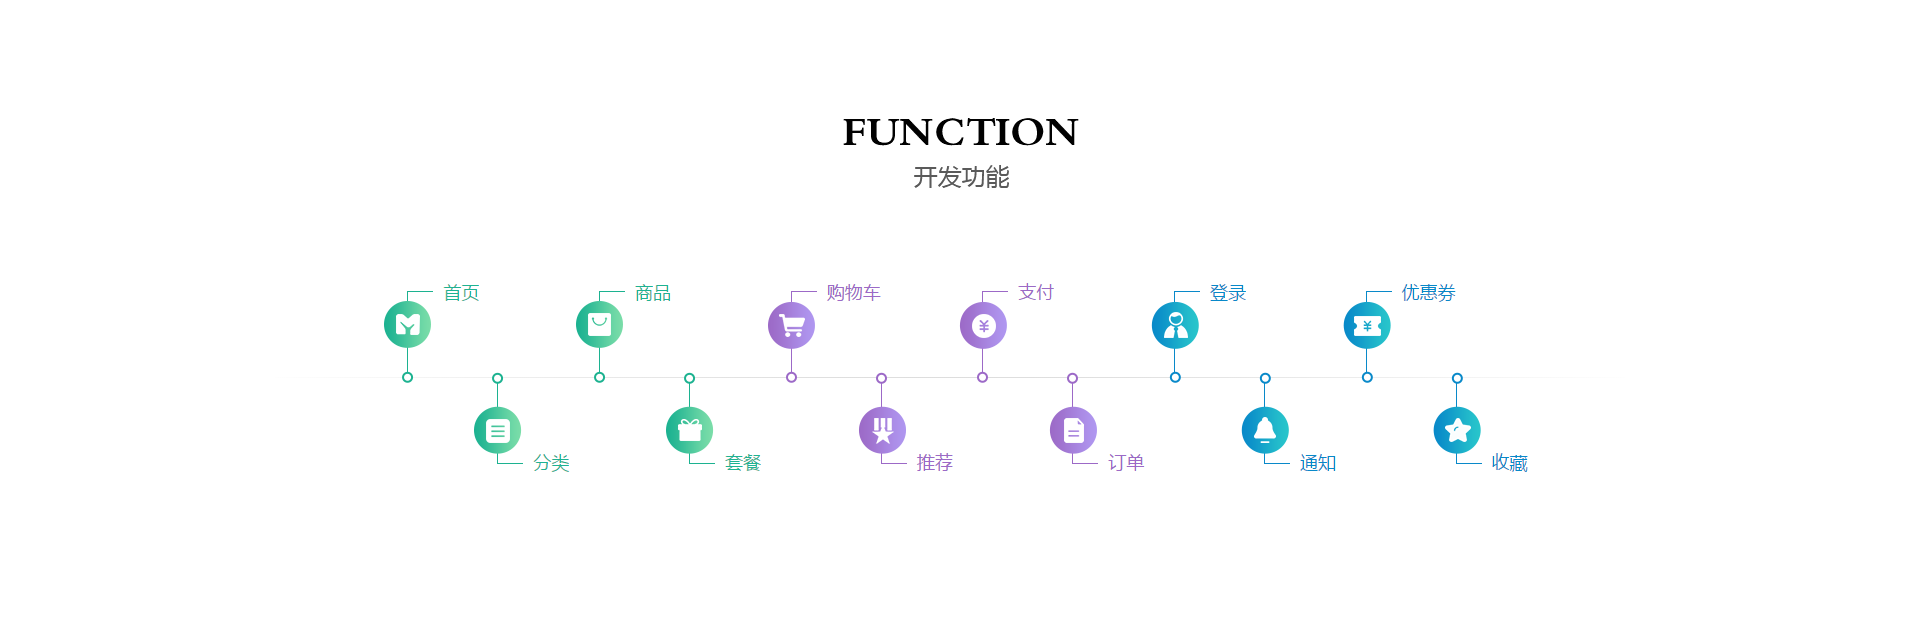 FUNCTION
开发功能
首页
商品
购物车
支付
登录
优惠券
分类
套餐
推荐
订单
通知
收藏